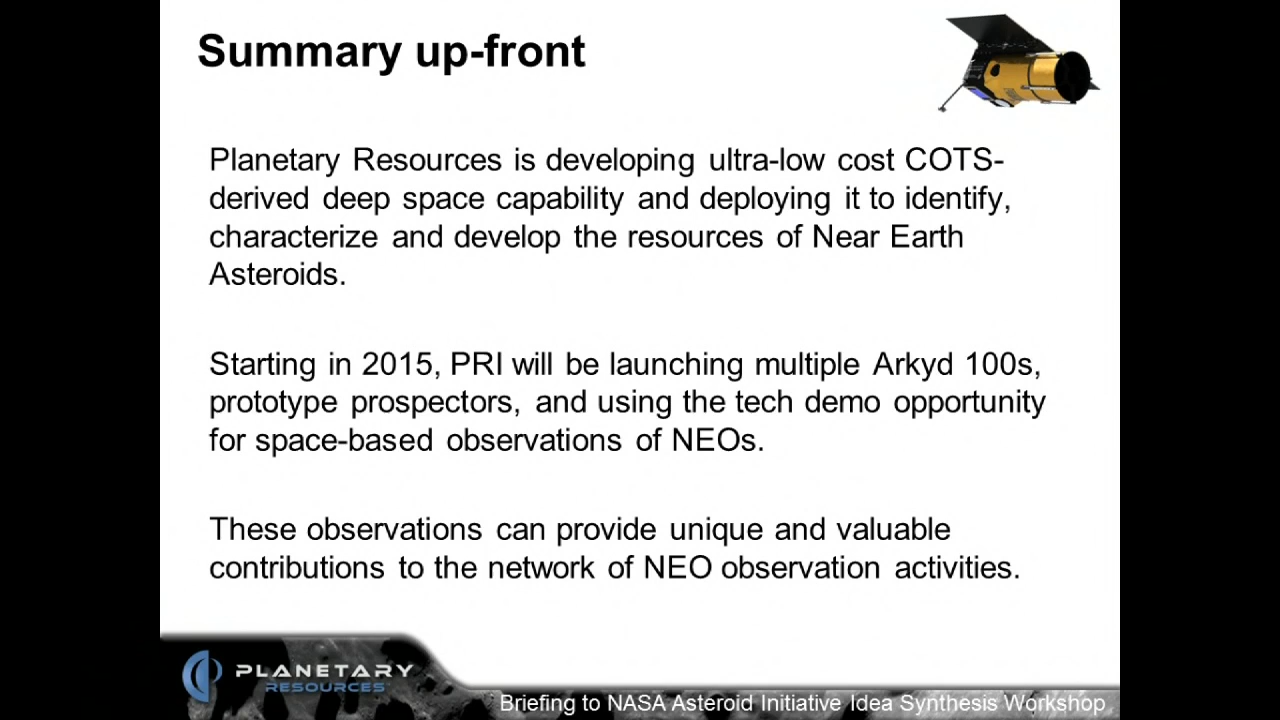 Summary up-front
Planetary Resources is developing ultra-low cost COTS-
derived deep space capability and deploying it to identify,
characterize and develop the resources of Near Earth
Asteroids.
Starting in 2015, PRI will be launching multiple Arkyd 100s,
prototype prospectors, and using the tech demo opportunity
for space-based observations of NEOs.
These observations can provide unique and valuable
contributions to the network of NEO observation activities.
PLANETARY
RESOURCES
Briefing to NASA Asteroid Initiative Idea Synthesis Workshop